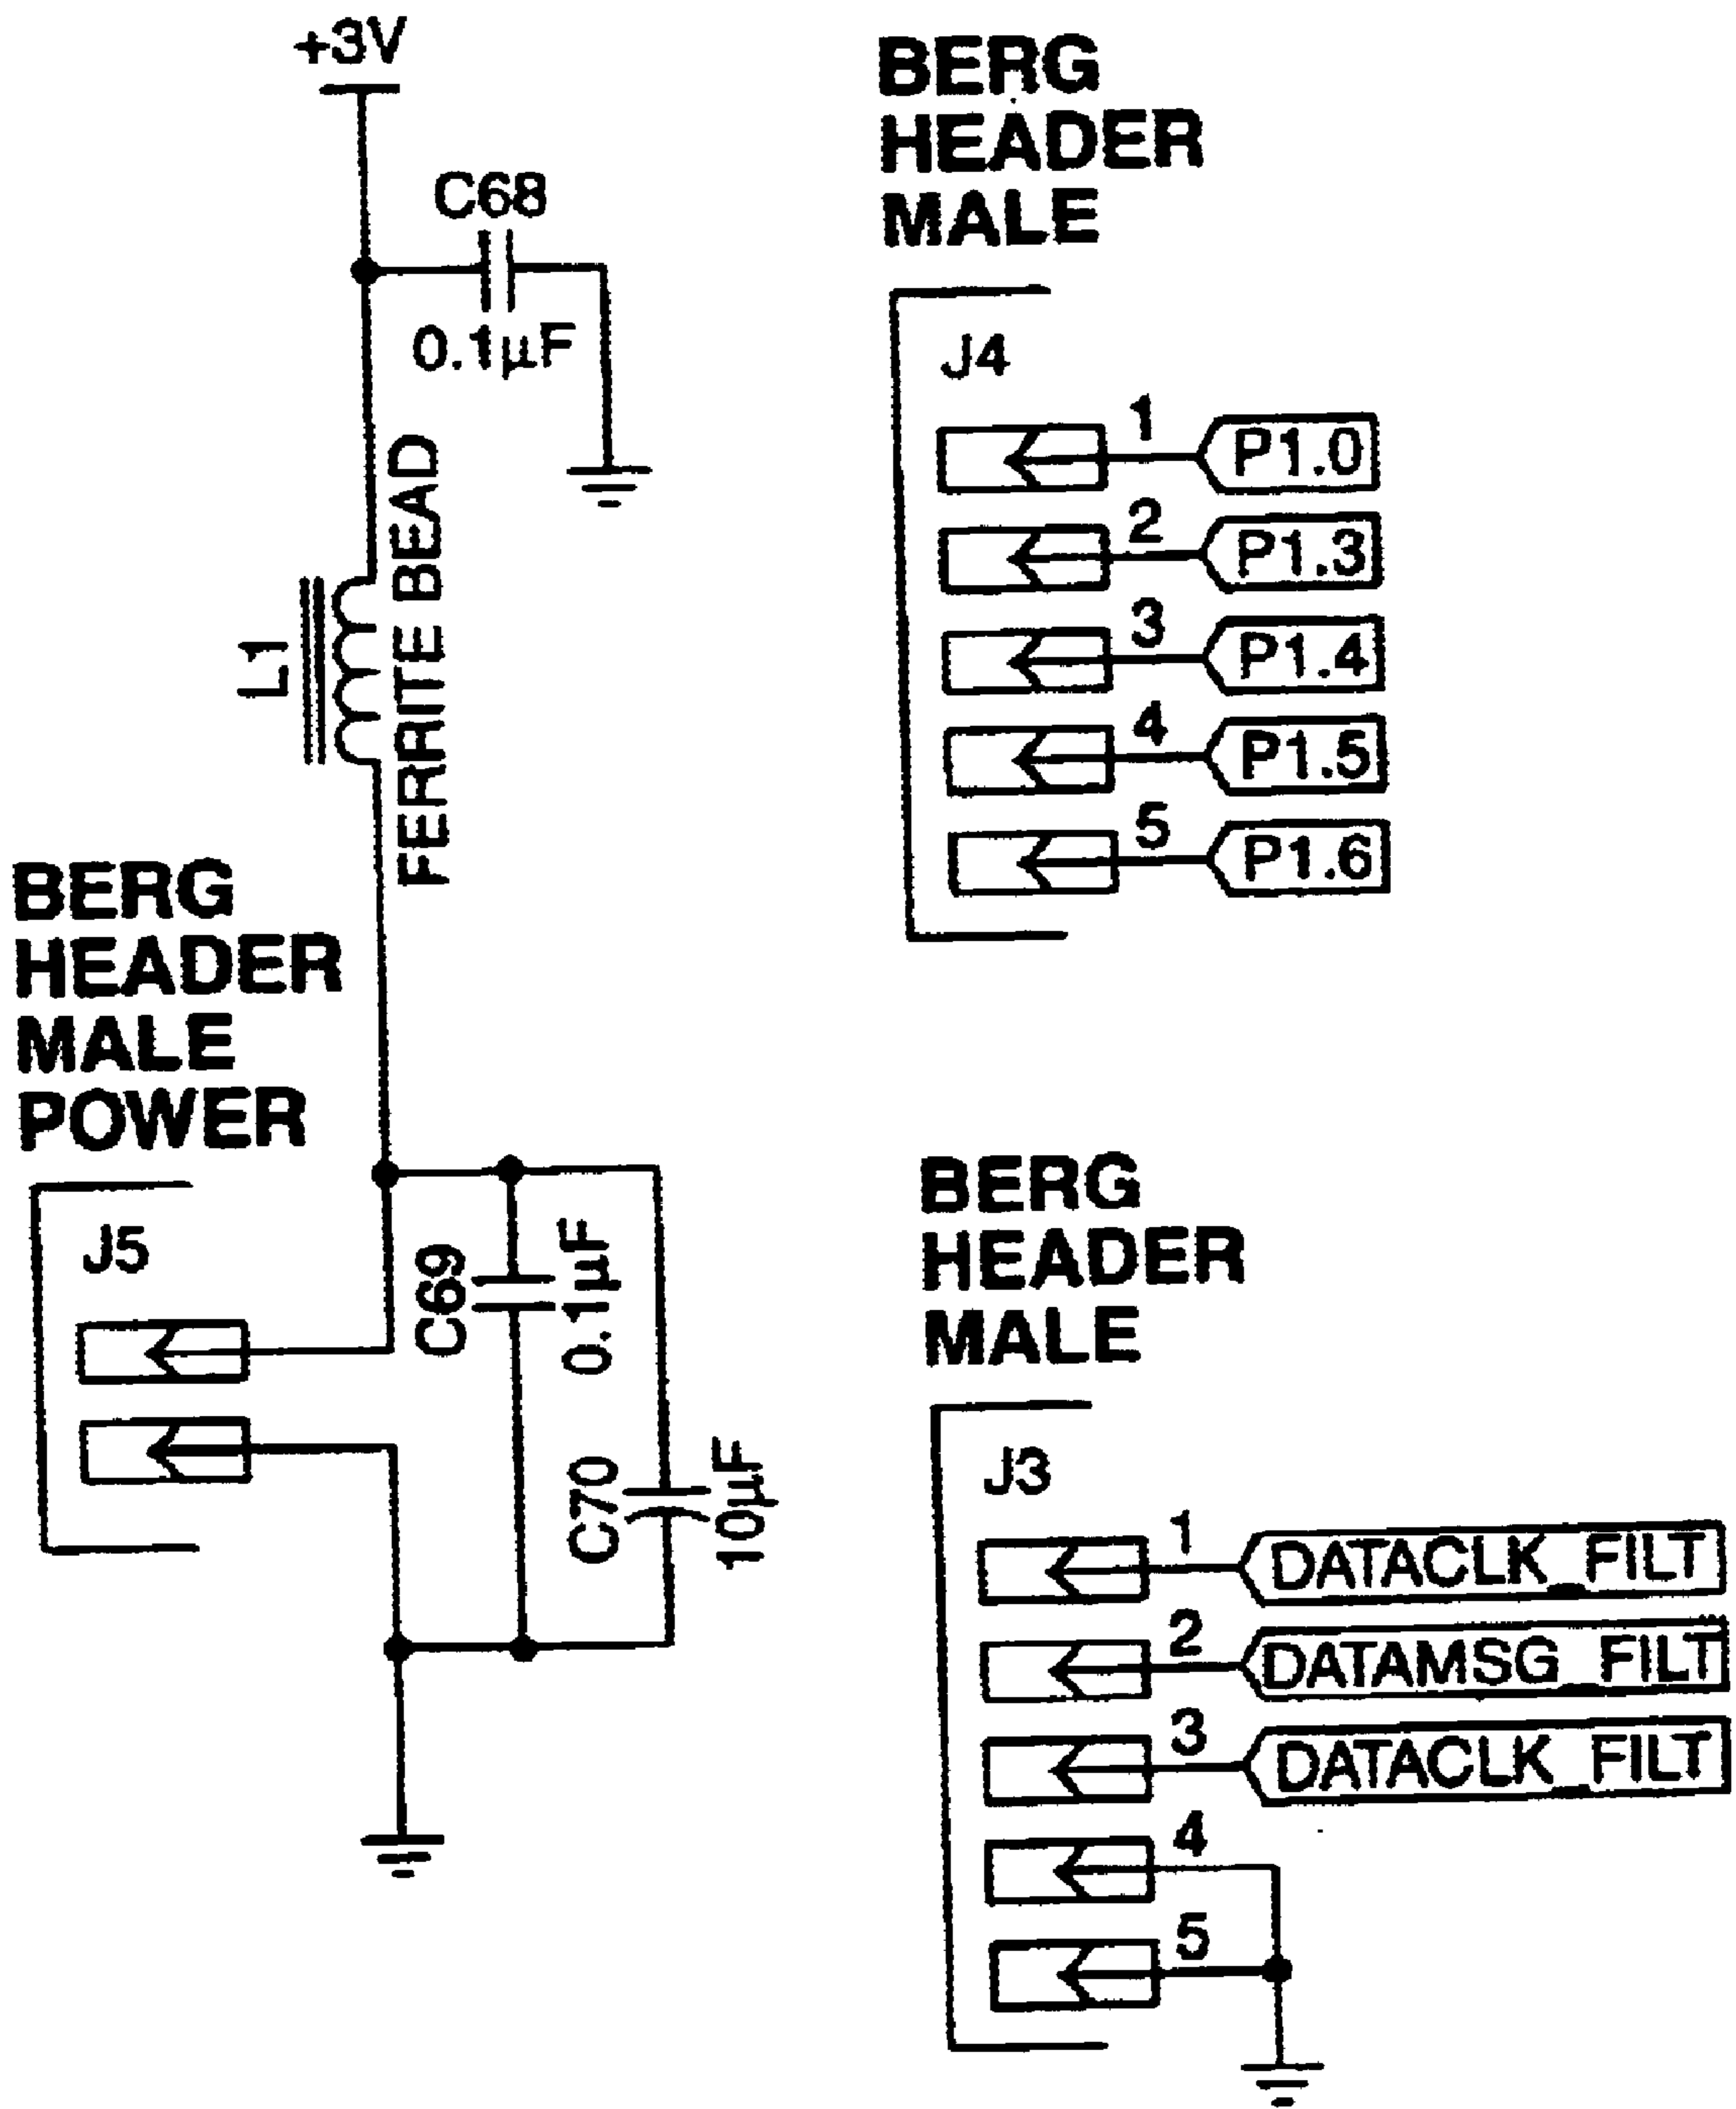 +3V
C68
0.1μF
L1
FERRITE BEAD
BERG
HEADER
MALE
POWER
J5
C69
0.1μF
C70
10μF
BERG
HEADER
MALE
J4
1
P1.0
2
P1.3
3
P1.4
4
P1.5
5
P1.6
BERG
HEADER
MALE
J3
1
DATACLK_FILT
2
DATAMSG_FILT
3
DATACLK_FILT
4
5